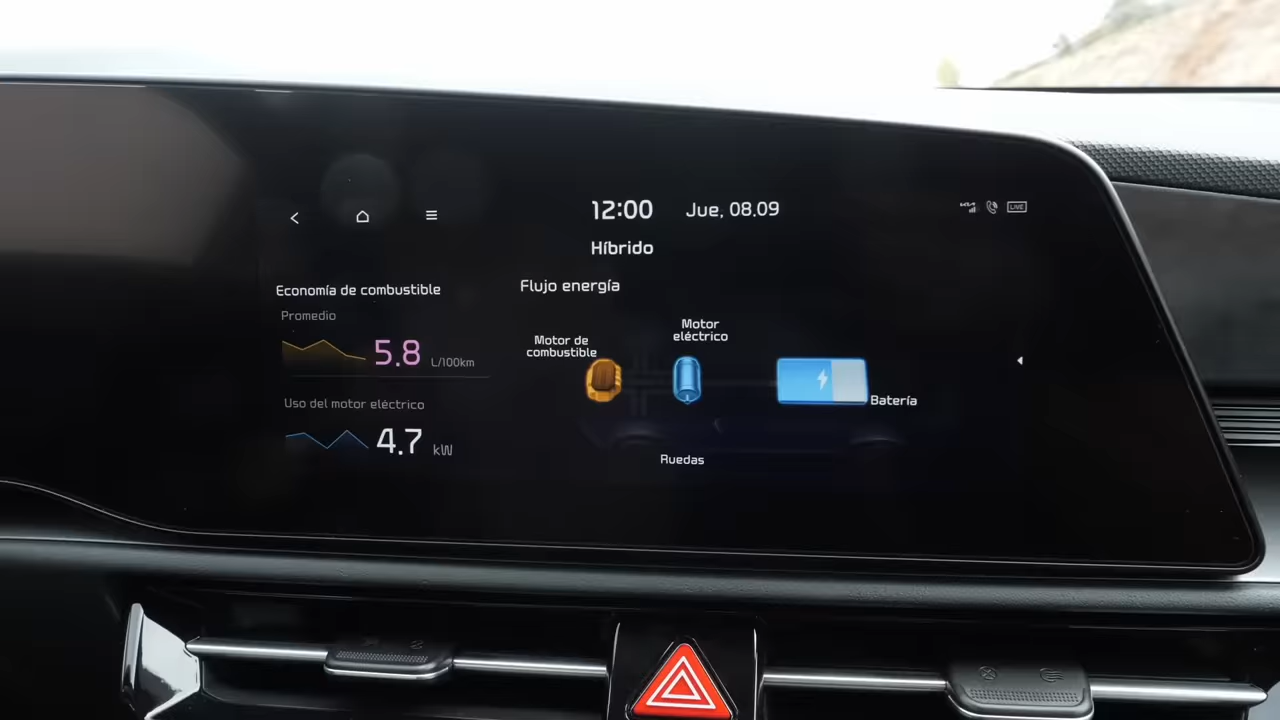 12:00 Jue, 08.09
LIVE
Híbrido
Economía de combustible
Promedio
5.8 L/100km
Uso del motor eléctrico
4.7 kW
Flujo energía
Motor de
combustible
Motor
eléctrico
Batería
Ruedas